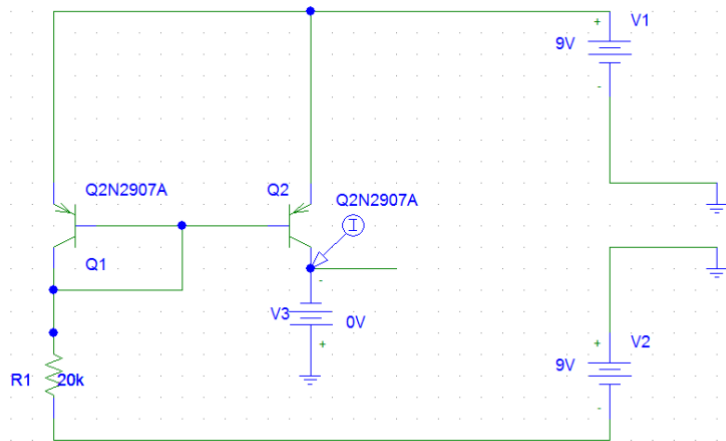 + V1
9V
-
Q2N2907A Q2 Q2N2907A
I
Q1
-
V3 0V
+
+ V2
9V
-
R1 20k